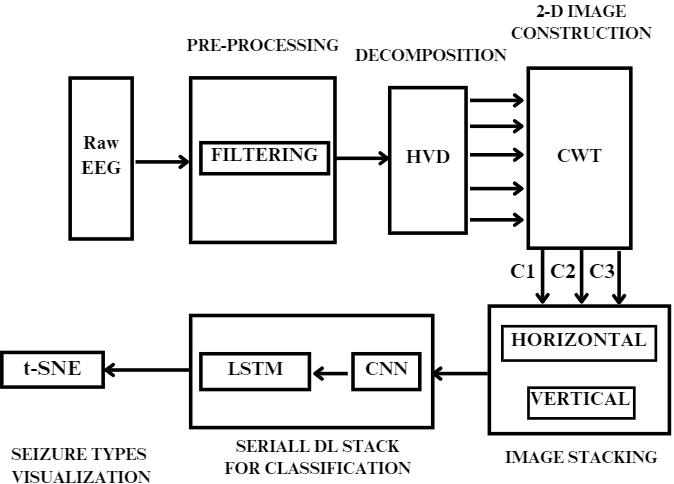 2-D IMAGE
CONSTRUCTION
PRE-PROCESSING
DECOMPOSITION
Raw
EEG
FILTERING
HVD
CWT
C1
C2
C3
HORIZONTAL
VERTICAL
IMAGE STACKING
CNN
LSTM
SERIALL DL STACK
FOR CLASSIFICATION
t-SNE
SEIZURE TYPES
VISUALIZATION